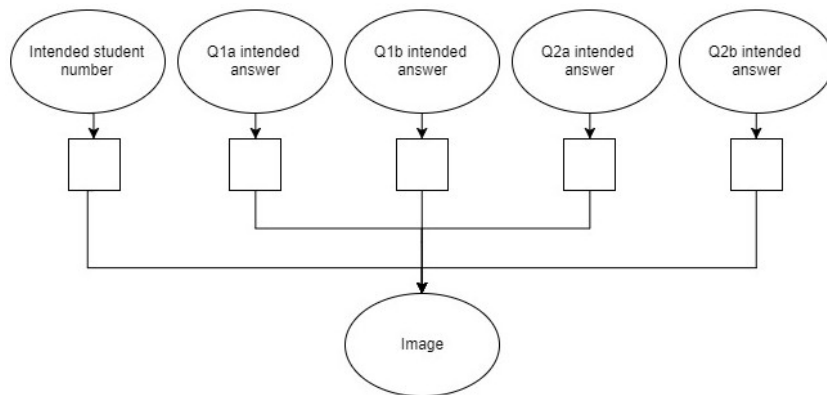 Intended student
number
Q1a intended
answer
Q1b intended
answer
Q2a intended
answer
Q2b intended
answer
Image